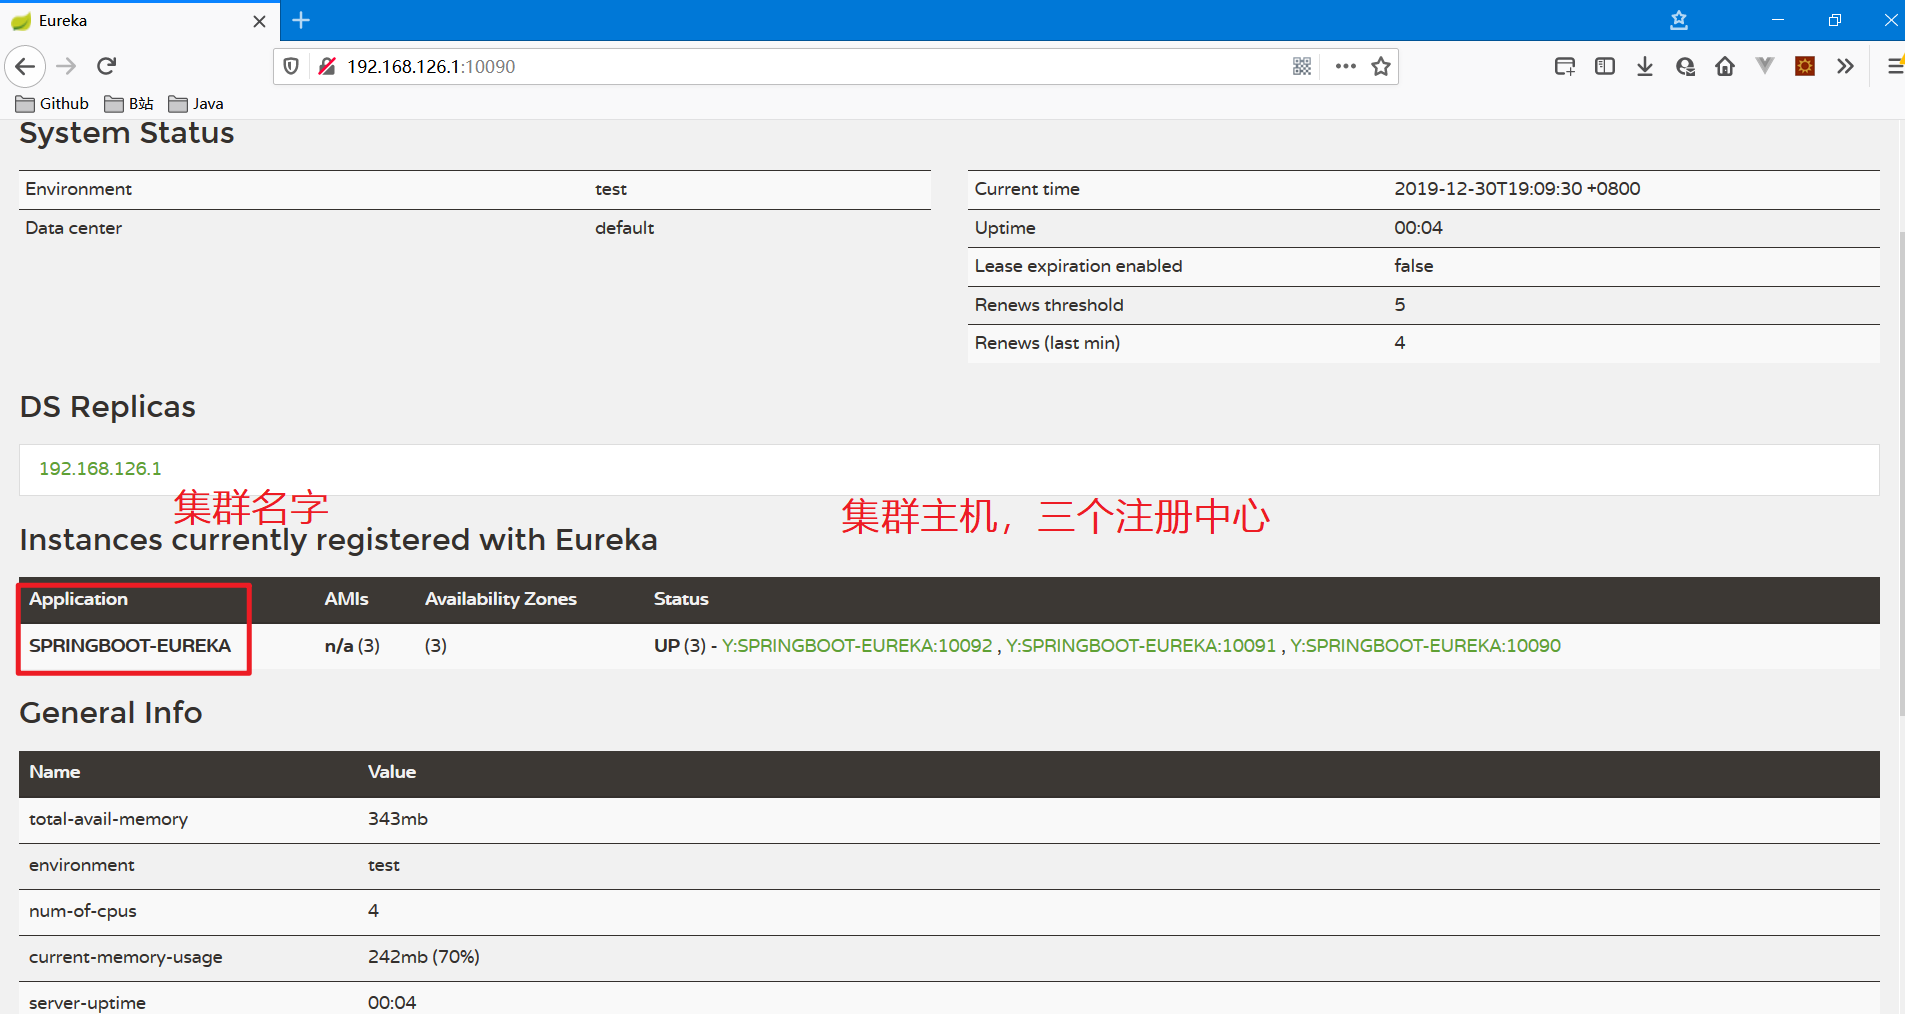 Eureka
192.168.126.1:10090
Github B站 Java
System Status
Environment test
Data center default
Current time 2019-12-30T19:09:30 +0800
Uptime 00:04
Lease expiration enabled false
Renews threshold 5
Renews (last min) 4
DS Replicas
192.168.126.1
集群名字
集群主机，三个注册中心
Instances currently registered with Eureka
Application AMIs Availability Zones Status
SPRINGBOOT-EUREKA n/a (3) (3) UP (3) - Y:SPRINGBOOT-EUREKA:10092 , Y:SPRINGBOOT-EUREKA:10091 , Y:SPRINGBOOT-EUREKA:10090
General Info
Name Value
total-avail-memory 343mb
environment test
num-of-cpus 4
current-memory-usage 242mb (70%)
server-uptime 00:04